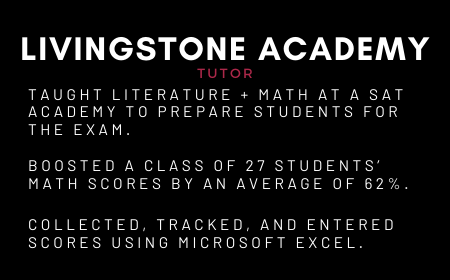 LIVINGSTONE ACADEMY
TUTOR
TAUGHT LITERATURE + MATH AT A SAT
ACADEMY TO PREPARE STUDENTS FOR
THE EXAM.
BOOSTED A CLASS OF 27 STUDENTS'
MATH SCORES BY AN AVERAGE OF 62%.
COLLECTED, TRACKED, AND ENTERED
SCORES USING MICROSOFT EXCEL.